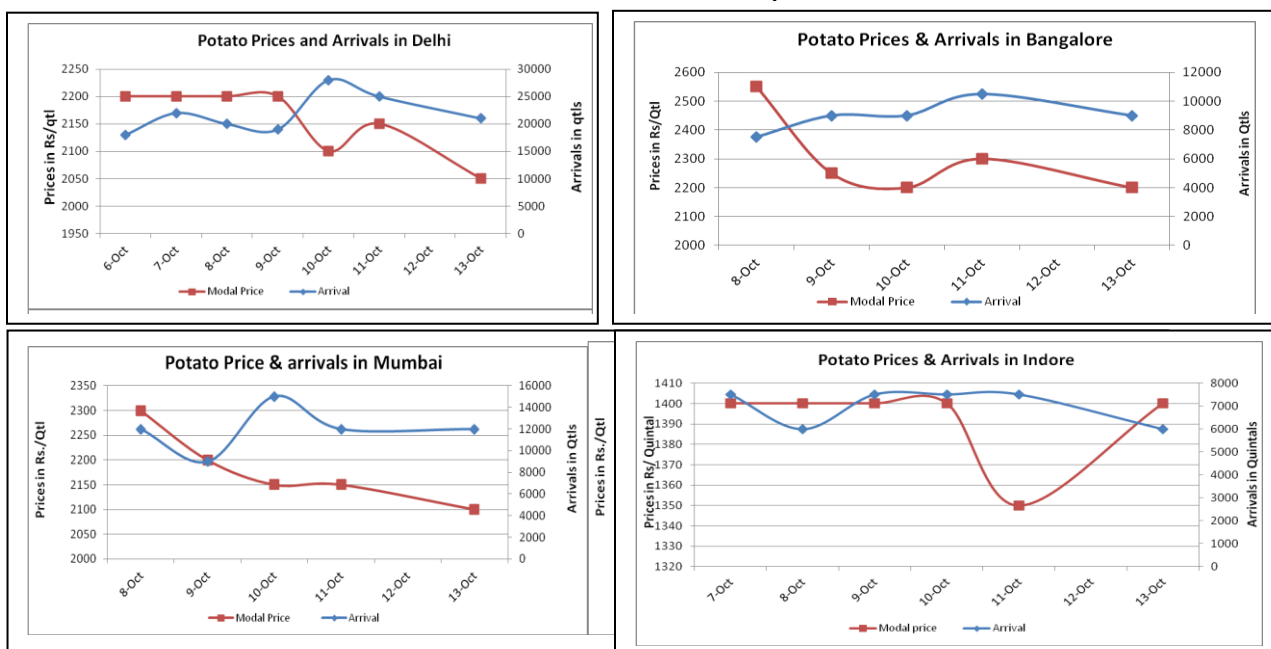 Potato Prices and Arrivals in Delhi
Prices in Rs/qtl
2250
2200
2150
2100
2050
2000
1950
30000
25000
20000
15000
10000
5000
0
Arrivals in qtls
6-Oct
7-Oct
8-Oct
9-Oct
10-Oct
11-Oct
12-Oct
13-Oct
Modal Price
Arrival
Potato Prices & Arrivals in Bangalore
Prices in Rs/Qtl
2600
2500
2400
2300
2200
2100
2000
12000
10000
8000
6000
4000
2000
0
Arrivals in Qtls
8-Oct
9-Oct
10-Oct
11-Oct
12-Oct
13-Oct
Modal Price
Arrival
Potato Price & arrivals in Mumbai
Prices in Rs./Qtl
2350
2300
2250
2200
2150
2100
2050
2000
16000
14000
12000
10000
8000
6000
4000
2000
0
Arrivals in Qtls
8-Oct
9-Oct
10-Oct
11-Oct
12-Oct
13-Oct
Modal Price
Arrival
Prices in Rs./Qtl
Potato Prices & Arrivals in Indore
Prices in Rs/ Quintal
1410
1400
1390
1380
1370
1360
1350
1340
1330
1320
8000
7000
6000
5000
4000
3000
2000
1000
0
Arrivals in Quintals
7-Oct
8-Oct
9-Oct
10-Oct
11-Oct
12-Oct
13-Oct
Modal price
Arrival